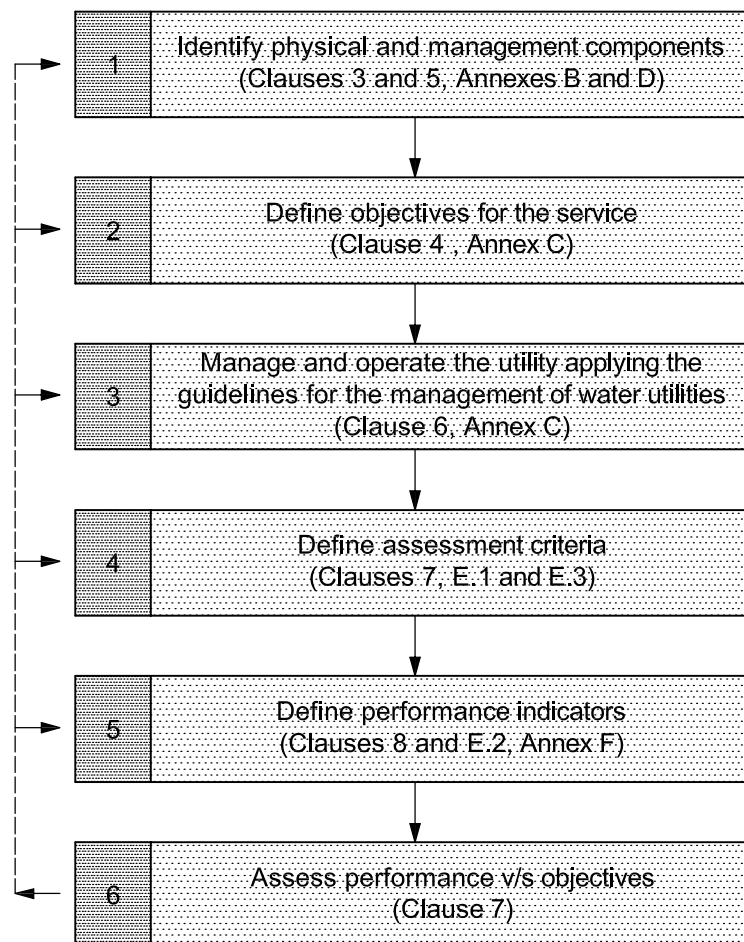 1
Identify physical and management components
(Clauses 3 and 5, Annexes B and D)
2
Define objectives for the service
(Clause 4 , Annex C)
3
Manage and operate the utility applying the
guidelines for the management of water utilities
(Clause 6, Annex C)
4
Define assessment criteria
(Clauses 7, E.1 and E.3)
5
Define performance indicators
(Clauses 8 and E.2, Annex F)
6
Assess performance v/s objectives
(Clause 7)